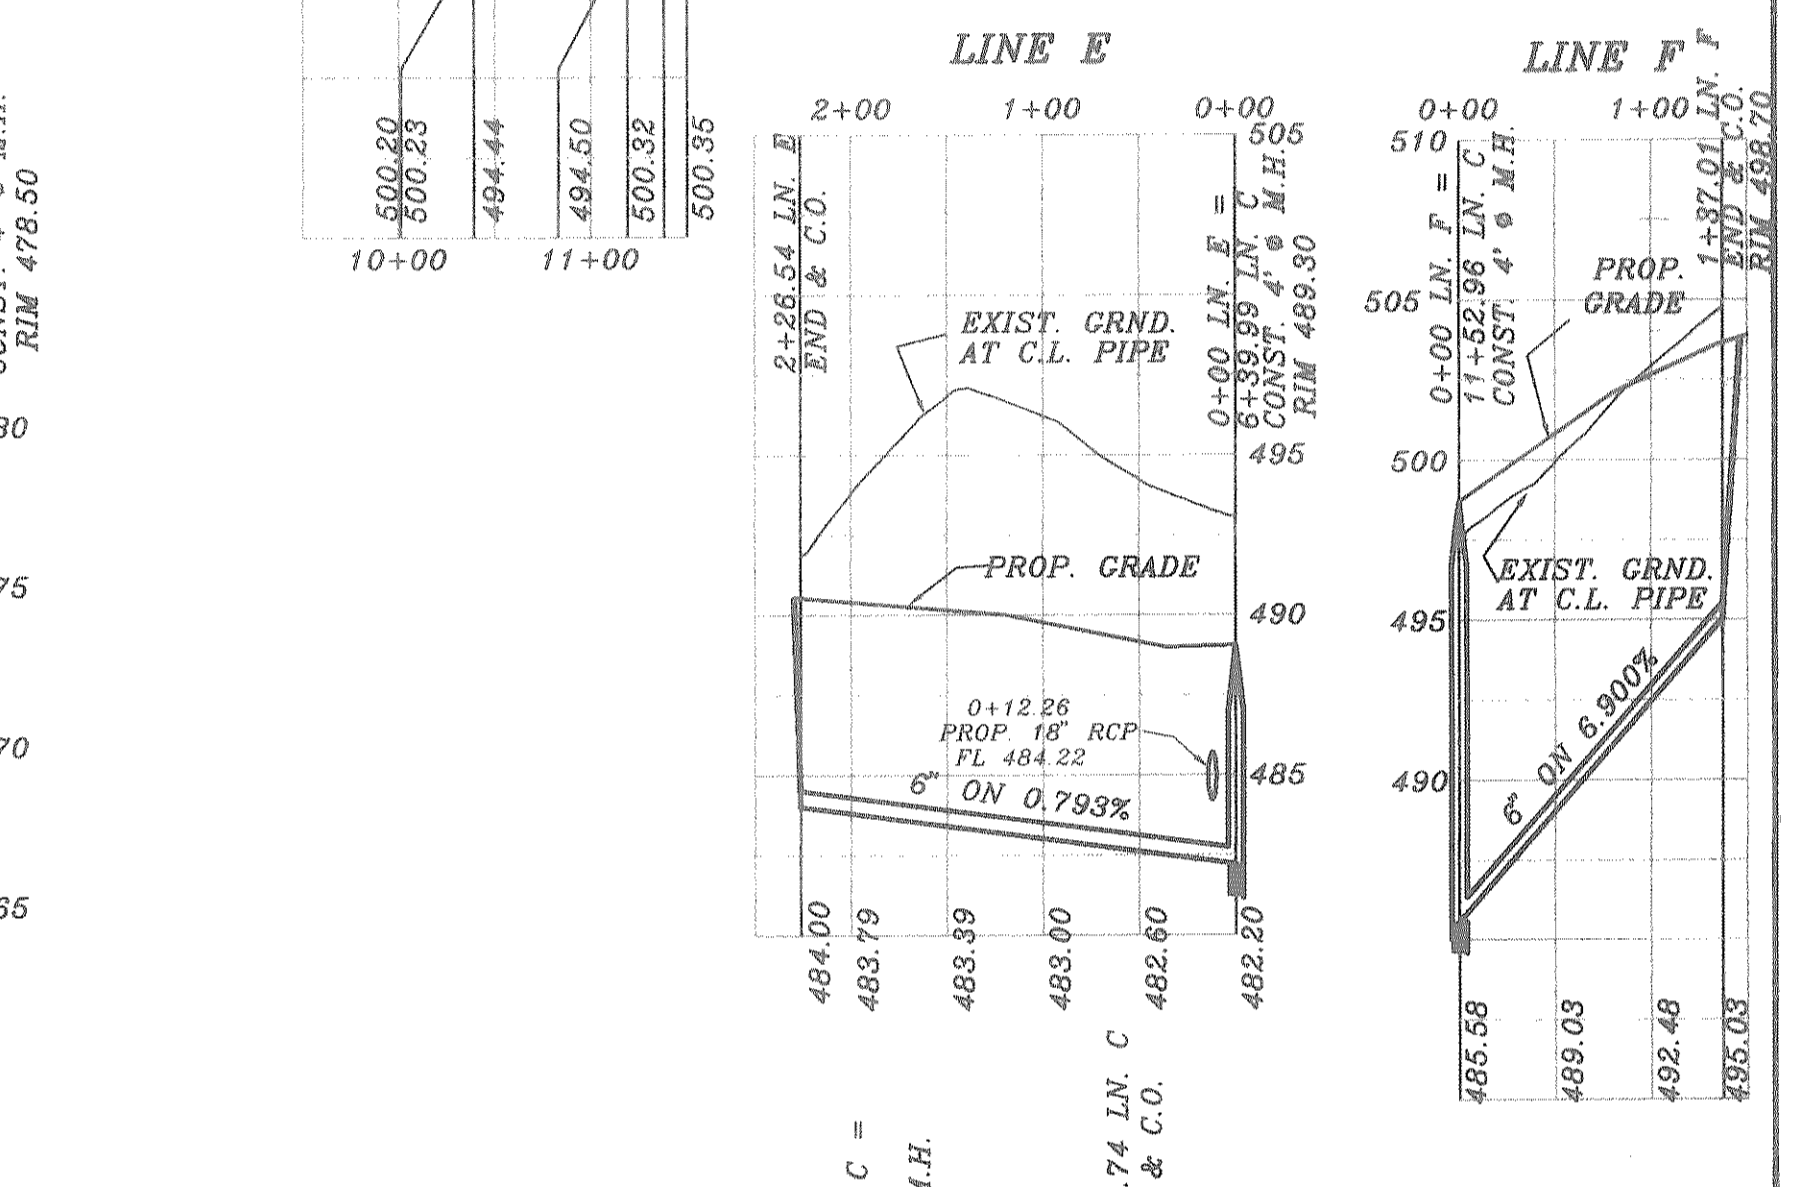 RIM 478.50
80
75
70
65
500.20
500.23
494.44
494.50
500.32
500.35
10+00
11+00
LINE E
2+00
1+00
0+00
2+26.54 LN. E
END & C.O.
0+00 LN. E =
6+39.99 LN. C
CONST. 4' ø M.H.
RIM 489.30
505
495
490
485
EXIST. GRND.
AT C.L. PIPE
PROP. GRADE
0+12.26
PROP. 18" RCP
FL 484.22
6" ON 0.793%
484.00
483.79
483.39
483.00
482.60
482.20
LINE F
0+00
1+00
0+00 LN. F =
11+52.96 LN. C
CONST. 4' ø M.H.
1+37.01 LN. F
END & C.O.
RIM 498.70
510
505
500
495
490
PROP.
GRADE
EXIST. GRND.
AT C.L. PIPE
6" ON 6.900%
485.58
489.03
492.48
495.03
C =
M.H.
.74 LN. C
& C.O.